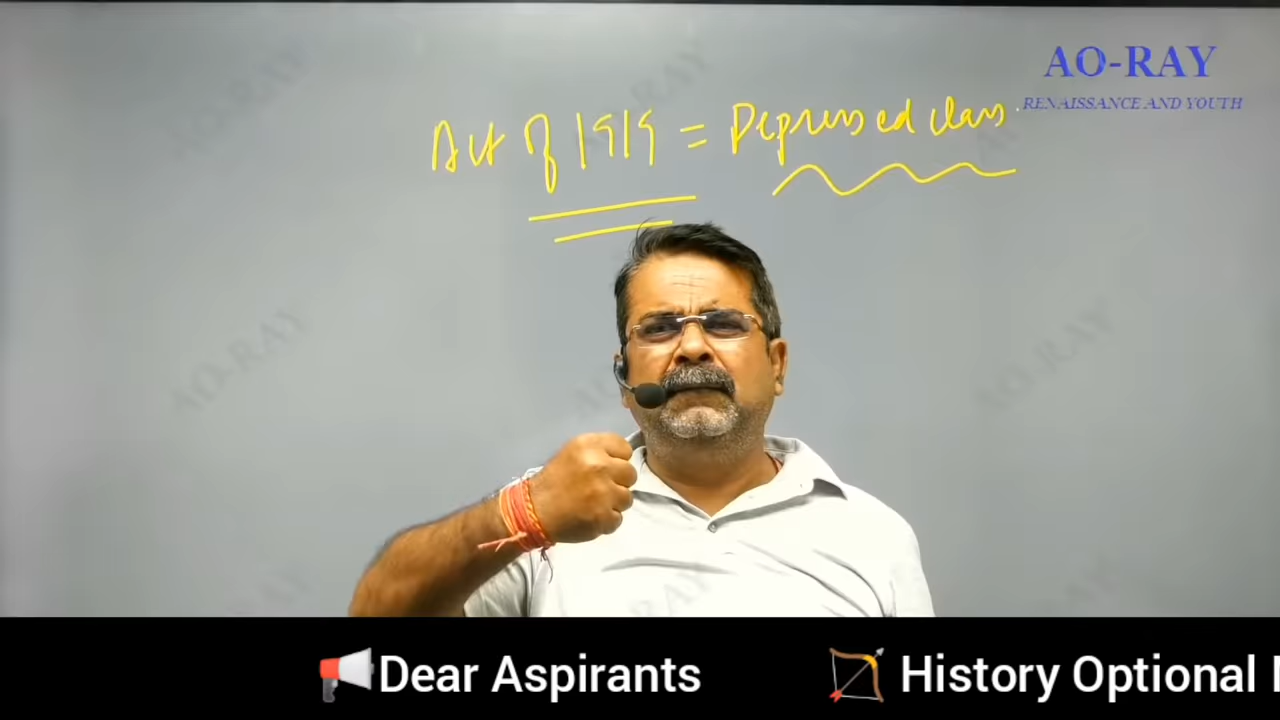 AO-RAY
RENAISSANCE AND YOUTH
Act of 1919 = Depressed class.
Dear Aspirants
History Optional